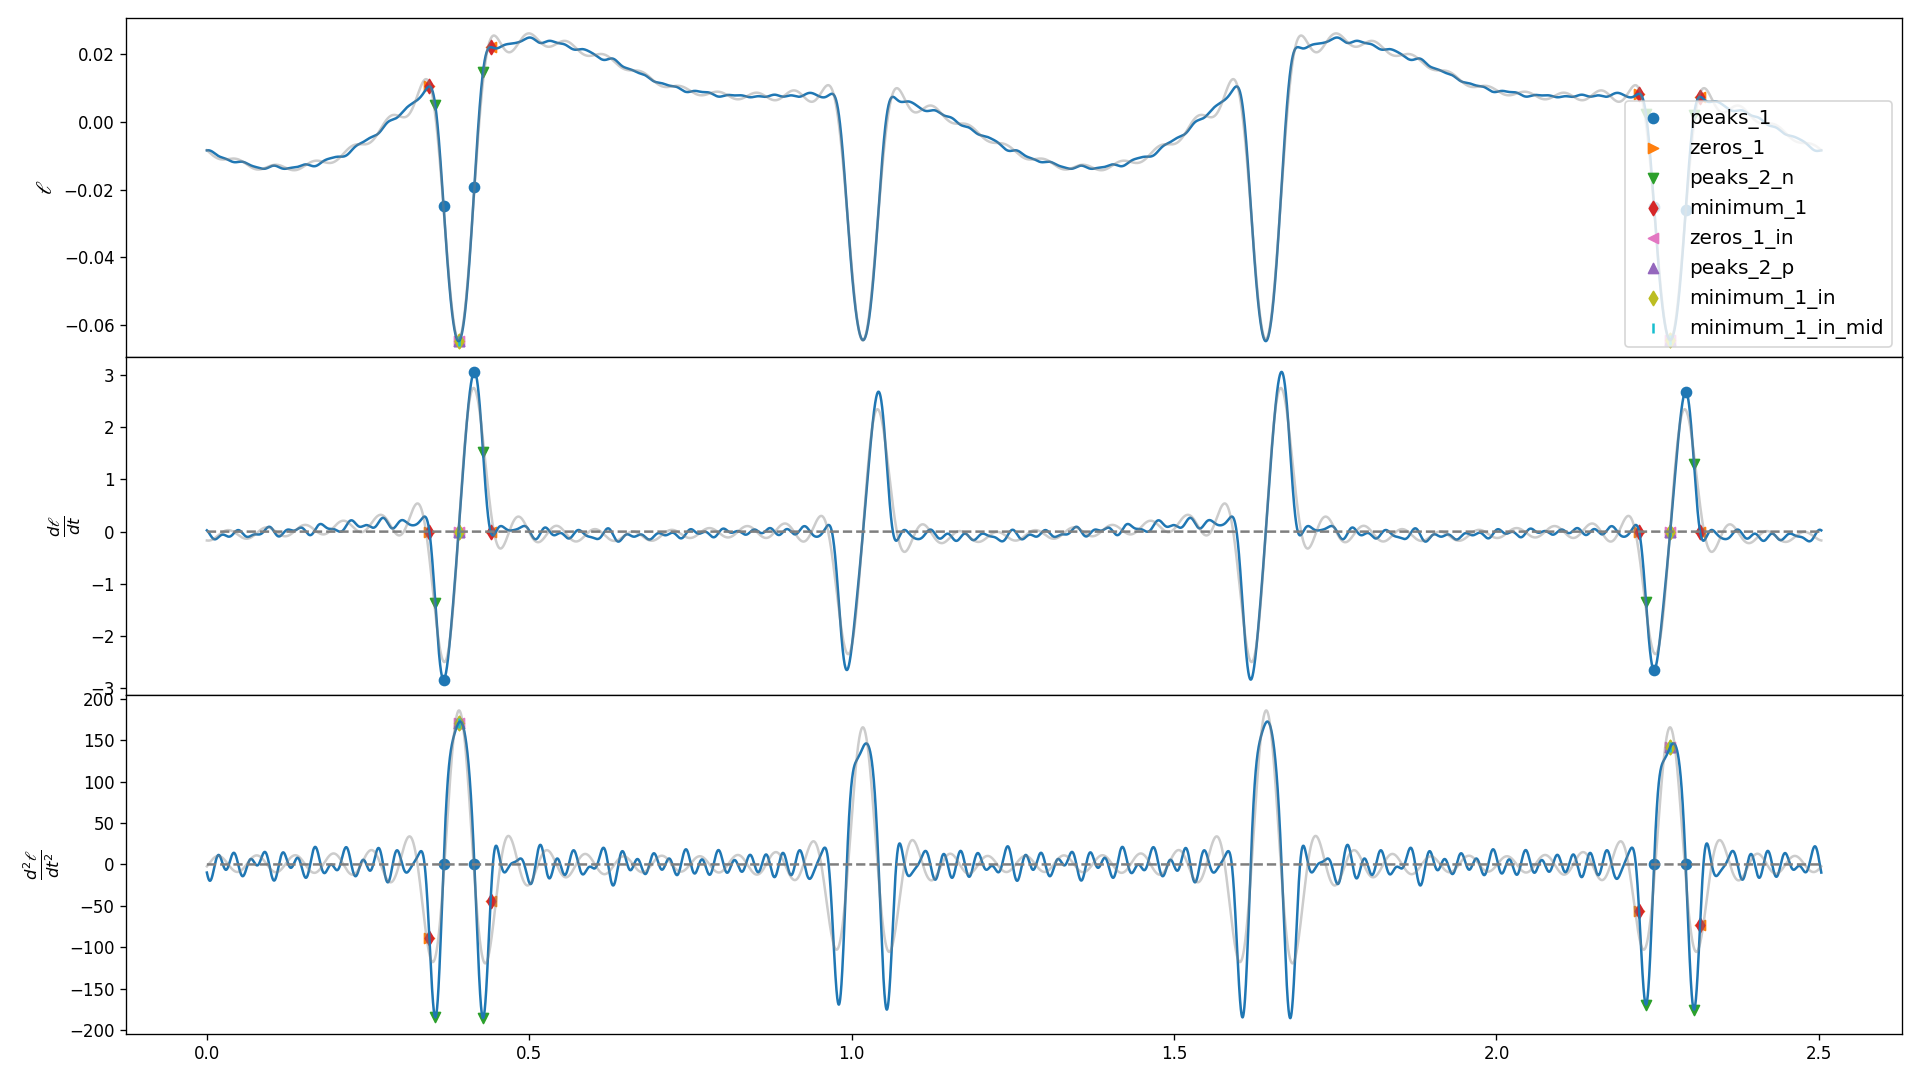 0.02
0.00
−0.02
−0.04
−0.06
ℓ
peaks_1
zeros_1
peaks_2_n
minimum_1
zeros_1_in
peaks_2_p
minimum_1_in
minimum_1_in_mid
3
2
1
0
−1
−2
−3
dℓ
dt
200
150
100
50
0
−50
−100
−150
−200
d²ℓ
dt²
0.0 0.5 1.0 1.5 2.0 2.5